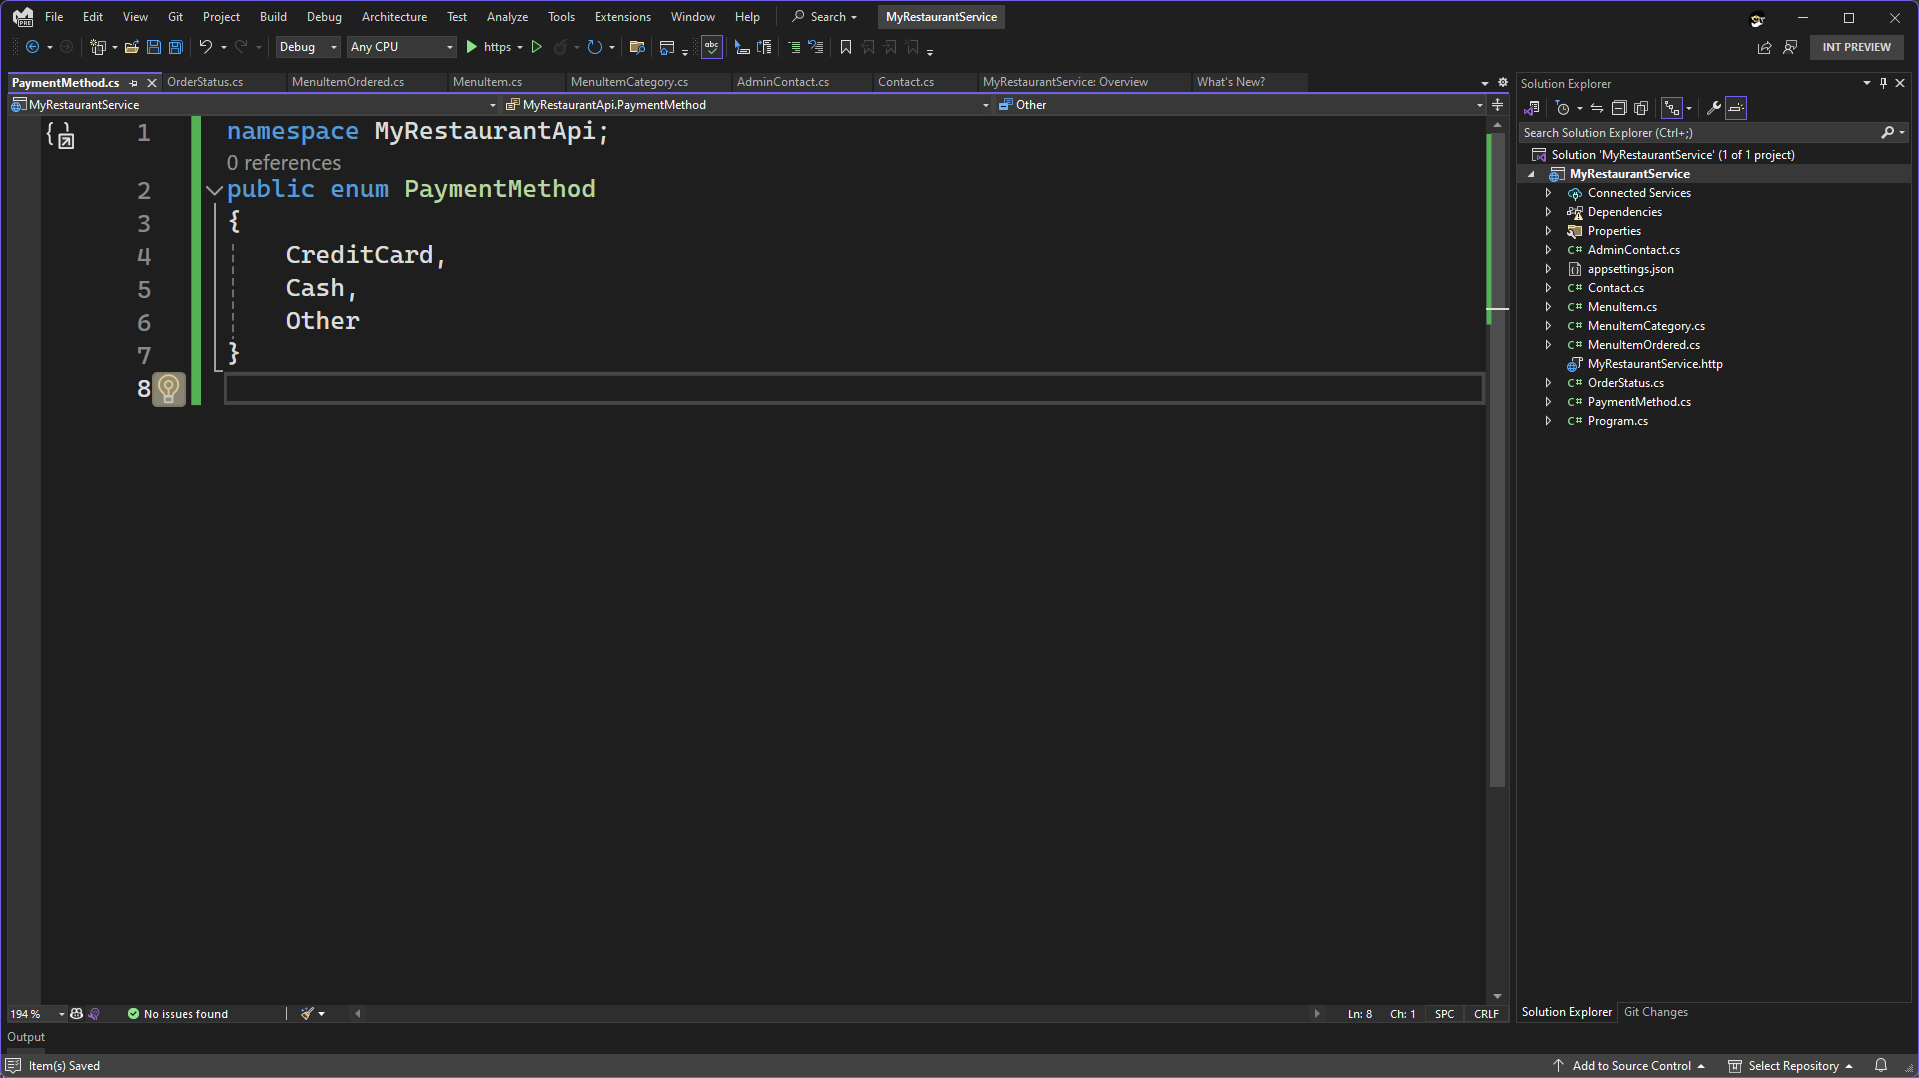 File Edit View Git Project Build Debug Architecture Test Analyze Tools Extensions Window Help Search MyRestaurantService
Debug Any CPU https INT PREVIEW
PaymentMethod.cs OrderStatus.cs MenuItemOrdered.cs MenuItem.cs MenuItemCategory.cs AdminContact.cs Contact.cs MyRestaurantService: Overview What's New?
MyRestaurantService MyRestaurantApi.PaymentMethod Other
1 namespace MyRestaurantApi;
0 references
2 public enum PaymentMethod
3 {
4 CreditCard,
5 Cash,
6 Other
7 }
8
194 % No issues found Ln: 8 Ch: 1 SPC CRLF
Output
Solution Explorer
Search Solution Explorer (Ctrl+;)
Solution 'MyRestaurantService' (1 of 1 project)
MyRestaurantService
Connected Services
Dependencies
Properties
C# AdminContact.cs
appsettings.json
C# Contact.cs
C# MenuItem.cs
C# MenuItemCategory.cs
C# MenuItemOrdered.cs
MyRestaurantService.http
C# OrderStatus.cs
C# PaymentMethod.cs
C# Program.cs
Solution Explorer Git Changes
Item(s) Saved Add to Source Control Select Repository